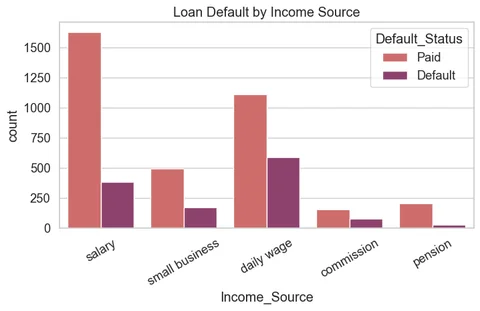 Loan Default by Income Source
Default_Status
Paid
Default
count
1500
1250
1000
750
500
250
0
salary
small business
daily wage
commission
pension
Income_Source